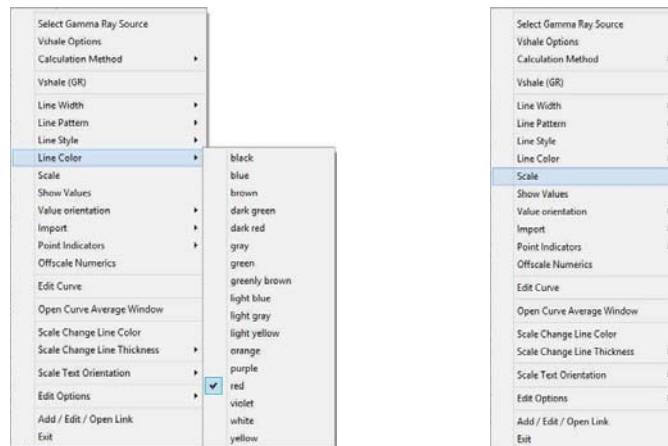 Select Gamma Ray Source
Vshale Options
Calculation Method
Vshale (GR)
Line Width
Line Pattern
Line Style
Line Color
Scale
Show Values
Value orientation
Import
Point Indicators
Offscale Numerics
Edit Curve
Open Curve Average Window
Scale Change Line Color
Scale Change Line Thickness
Scale Text Orientation
Edit Options
Add / Edit / Open Link
Exit
black
blue
brown
dark green
dark red
gray
green
greenly brown
light blue
light gray
light yellow
orange
purple
red
violet
white
yellow
Select Gamma Ray Source
Vshale Options
Calculation Method
Vshale (GR)
Line Width
Line Pattern
Line Style
Line Color
Scale
Show Values
Value orientation
Import
Point Indicators
Offscale Numerics
Edit Curve
Open Curve Average Window
Scale Change Line Color
Scale Change Line Thickness
Scale Text Orientation
Edit Options
Add / Edit / Open Link
Exit